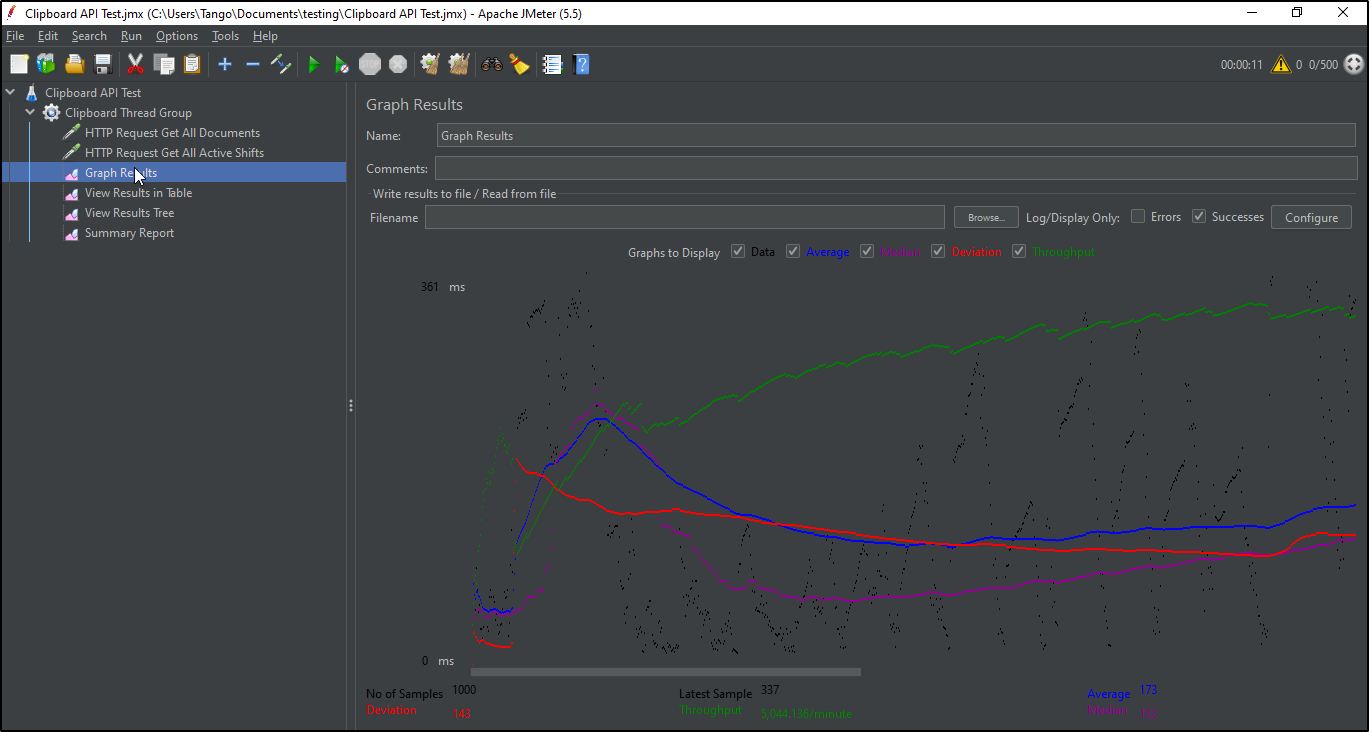 Clipboard API Test.jmx (C:\Users\Tango\Documents\testing\Clipboard API Test.jmx) - Apache JMeter (5.5)
File Edit Search Run Options Tools Help
STOP
00:00:11 0 0/500
Clipboard API Test
Clipboard Thread Group
HTTP Request Get All Documents
HTTP Request Get All Active Shifts
Graph Results
View Results in Table
View Results Tree
Summary Report
Graph Results
Name: Graph Results
Comments:
Write results to file / Read from file
Filename Browse... Log/Display Only: Errors Successes Configure
Graphs to Display Data Average Median Deviation Throughput
361 ms
0 ms
No of Samples 1000 Latest Sample 337 Average 173
Deviation 143 Throughput 5,044.136/minute Median